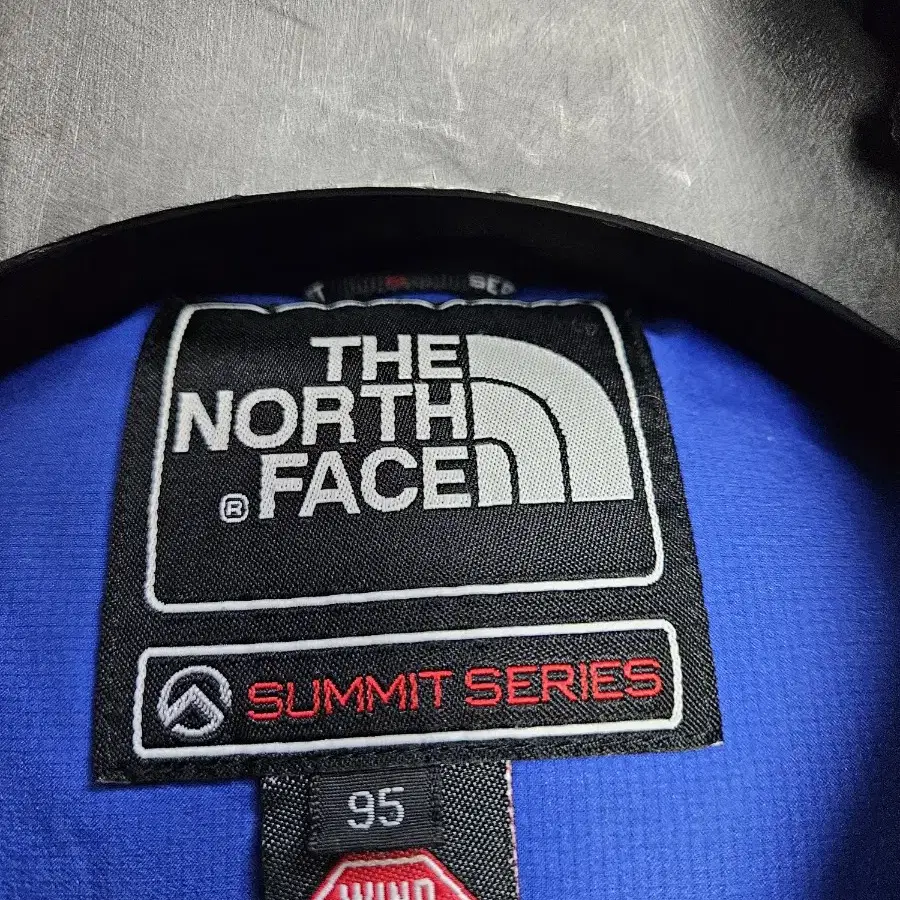 THE
NORTH
FACE
®
SUMMIT SERIES
95